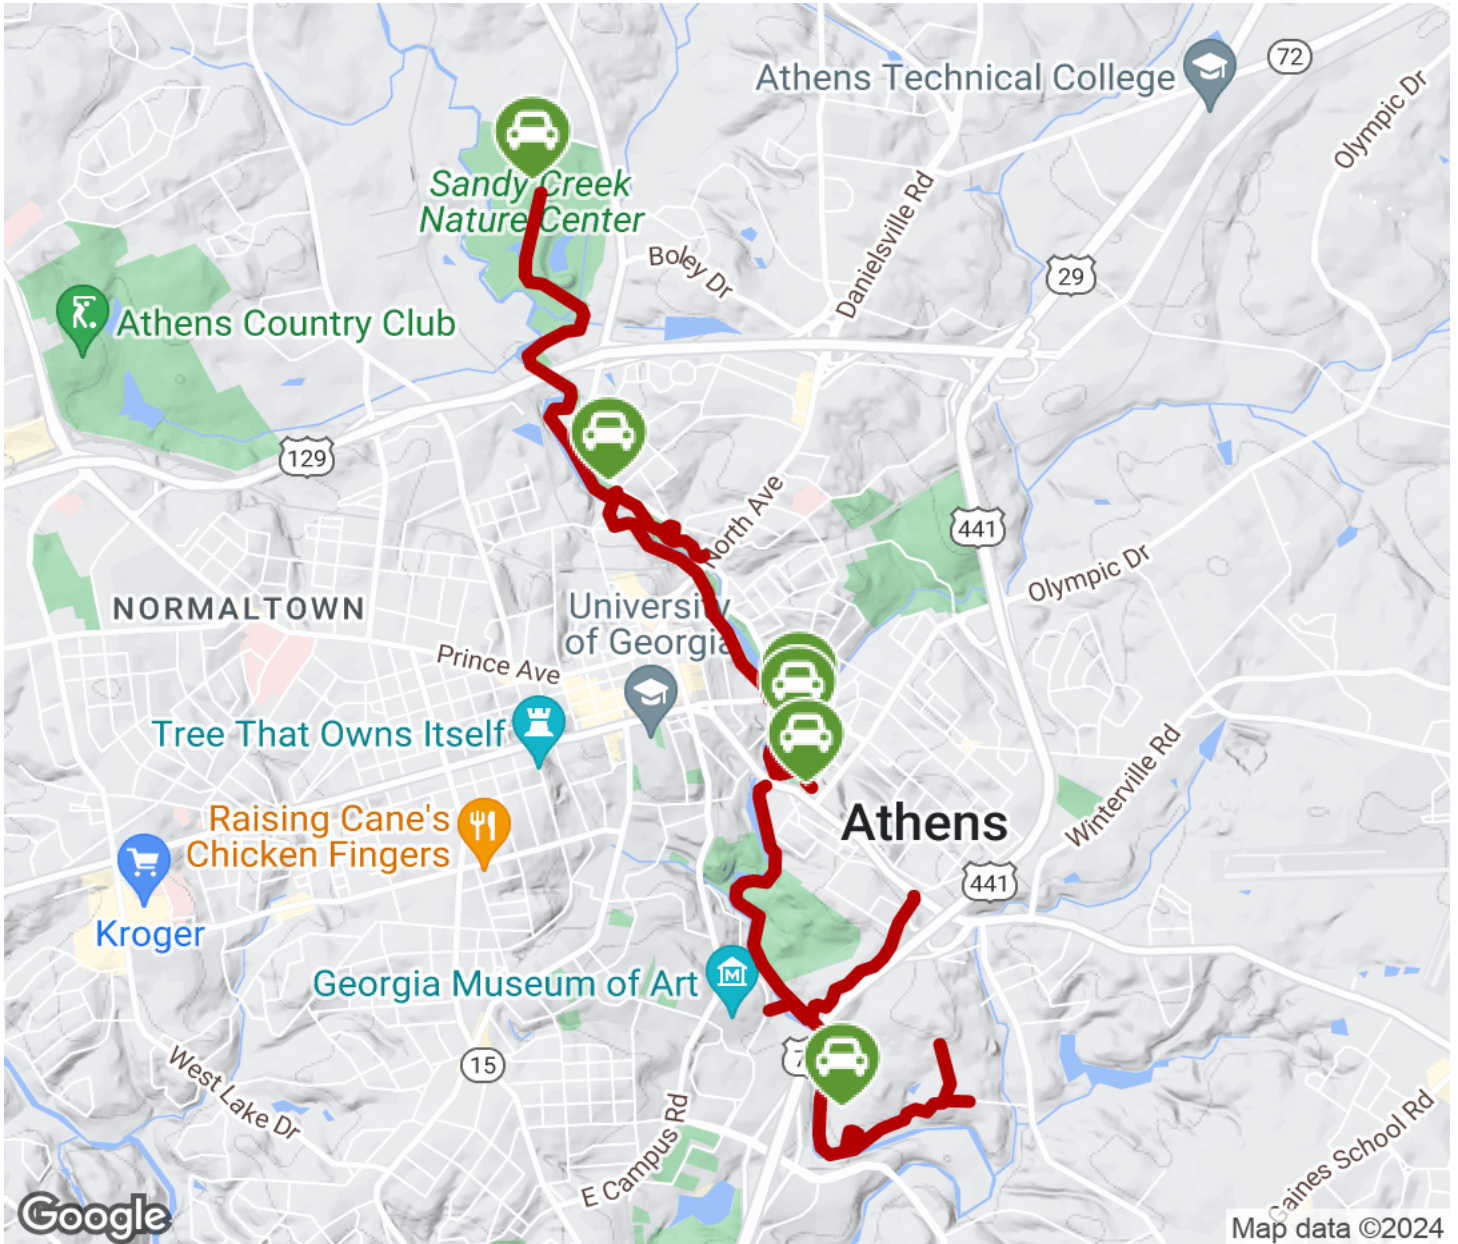 72
Athens Technical College
Olympic Dr
Sandy Creek
Nature Center
Boley Dr
Danielsville Rd
29
Athens Country Club
129
North Ave
441
Olympic Dr
NORMALTOWN
University
of Georgia
Prince Ave
Tree That Owns Itself
Winterville Rd
Raising Cane's
Chicken Fingers
Athens
441
Kroger
Georgia Museum of Art
M
15
West Lake Dr
E Campus Rd
Gaines School Rd
Google
Map data ©2024